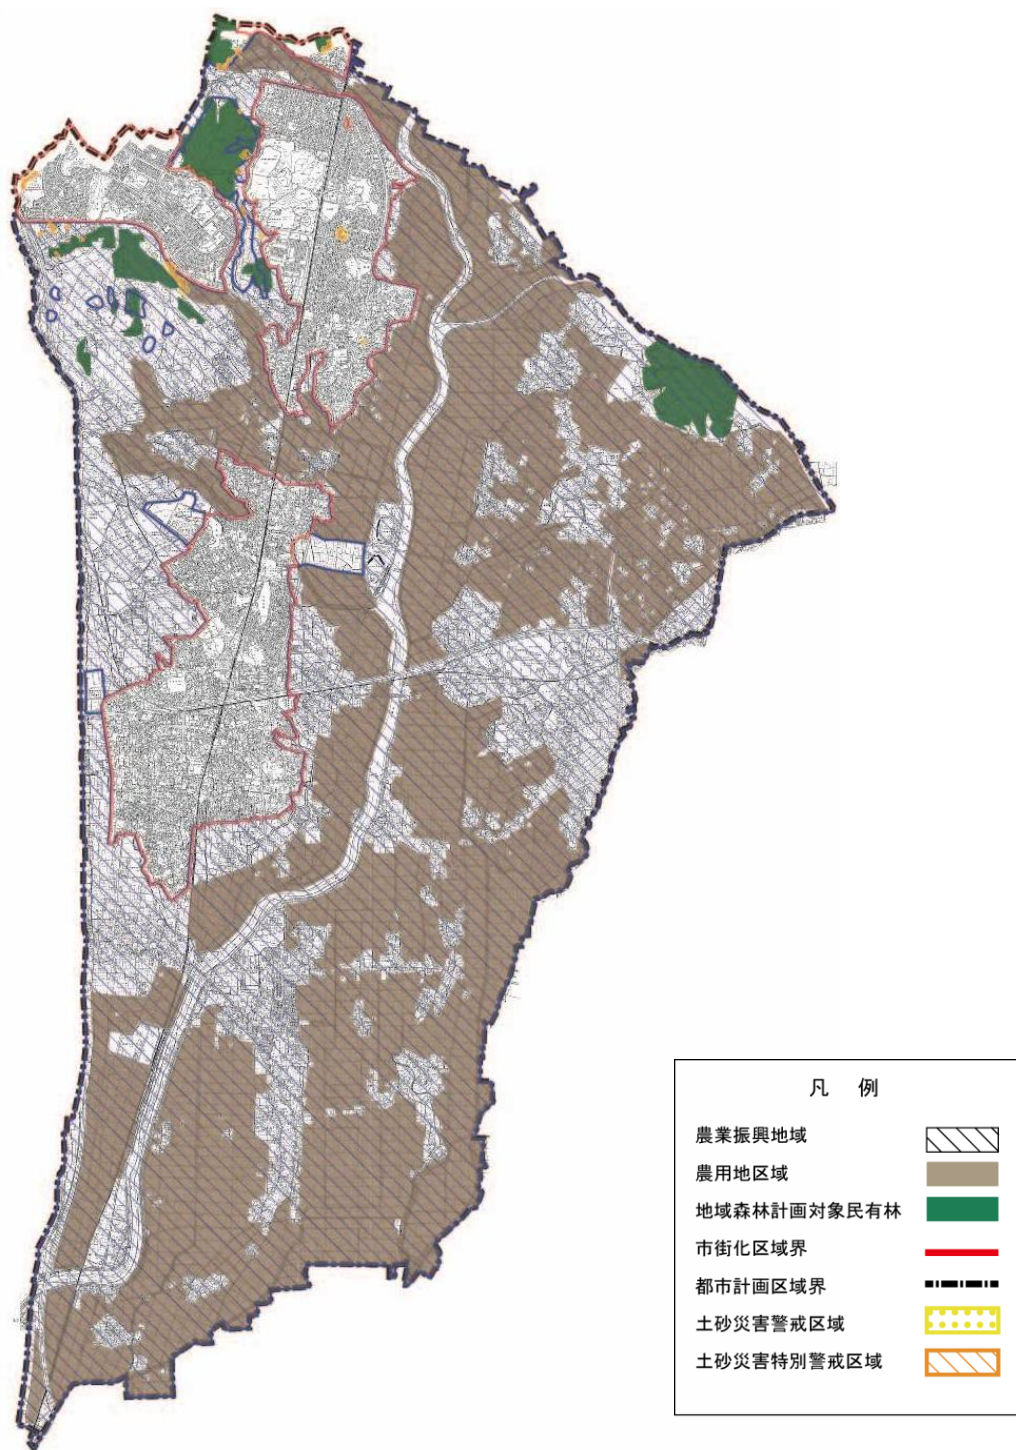 凡 例
農業振興地域
農用地区域
地域森林計画対象民有林
市街化区域界
都市計画区域界
土砂災害警戒区域
土砂災害特別警戒区域